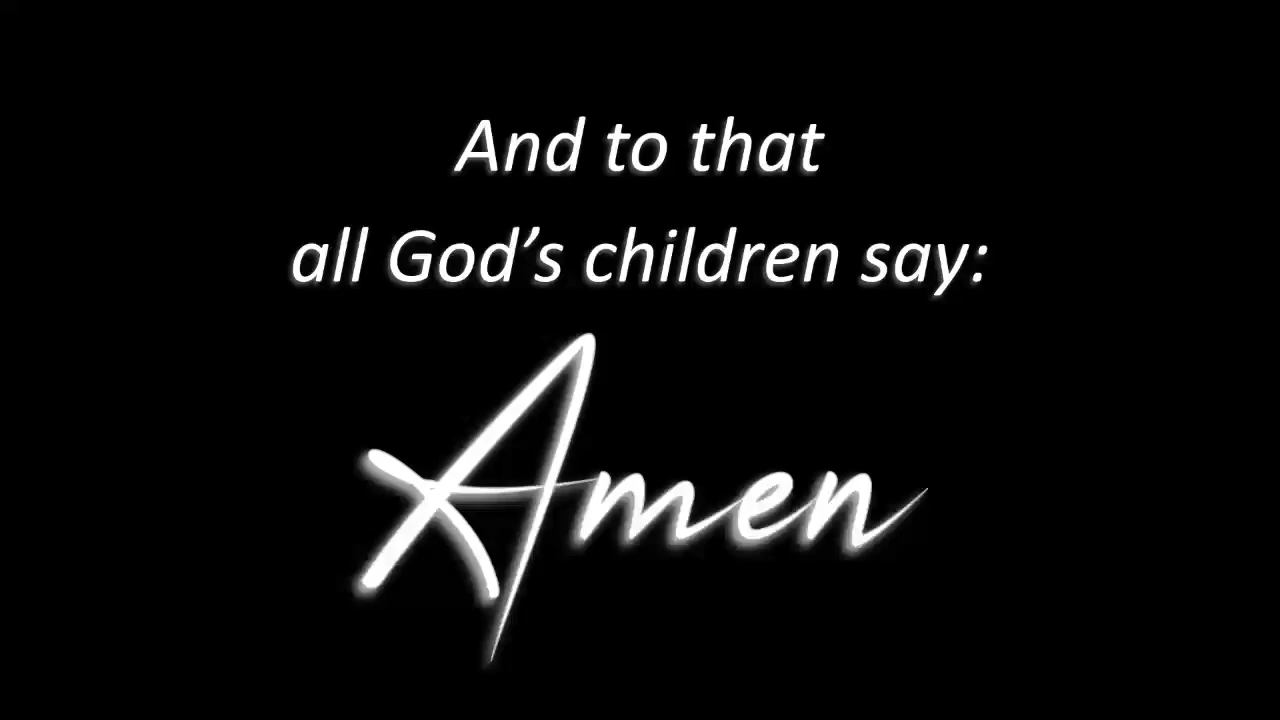 And to that
all God’s children say:
Amen